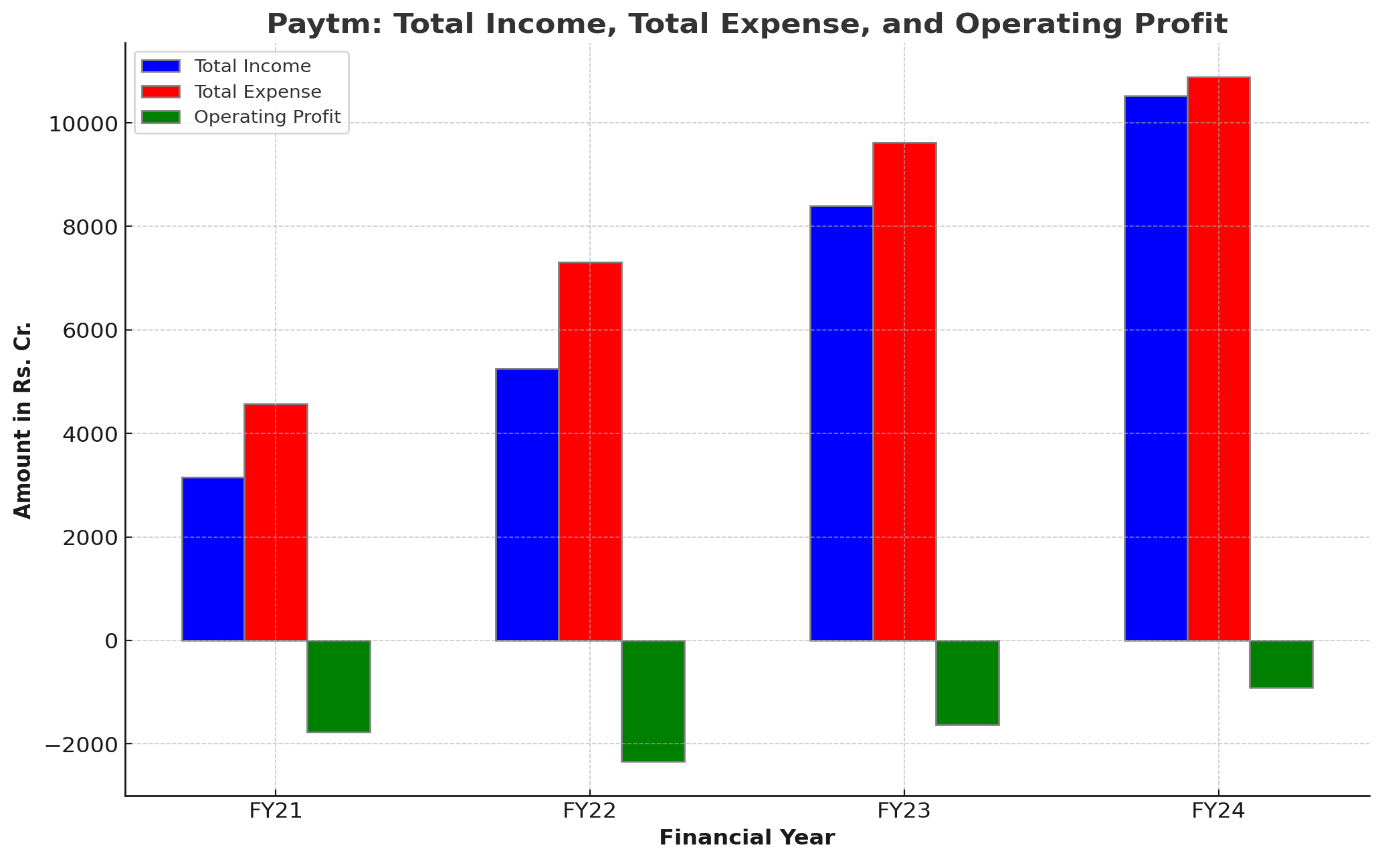 Paytm: Total Income, Total Expense, and Operating Profit
Total Income
Total Expense
Operating Profit
Amount in Rs. Cr.
10000
8000
6000
4000
2000
0
−2000
FY21 FY22 FY23 FY24
Financial Year